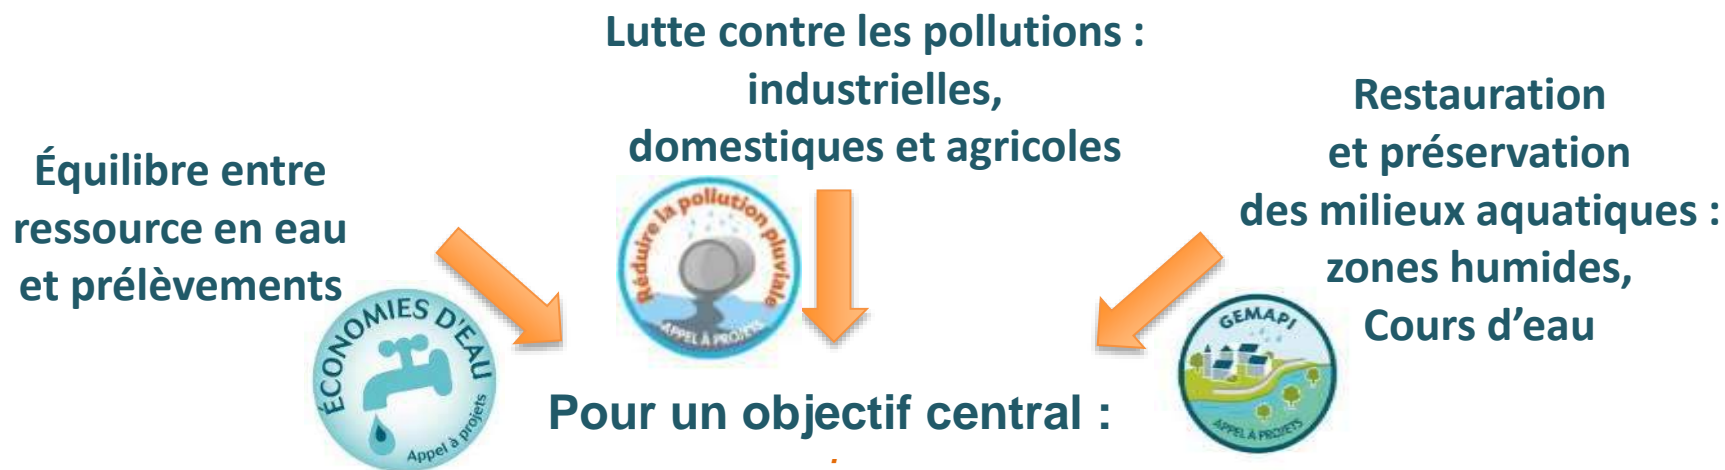 Lutte contre les pollutions :
industrielles,
domestiques et agricoles
Équilibre entre
ressource en eau
et prélèvements
Restauration
et préservation
des milieux aquatiques :
zones humides,
Cours d’eau
ÉCONOMIES D'EAU
Appel à projets
Réduire la pollution pluviale
APPEL A PROJETS
GEMAPI
APPEL A PROJETS
Pour un objectif central :